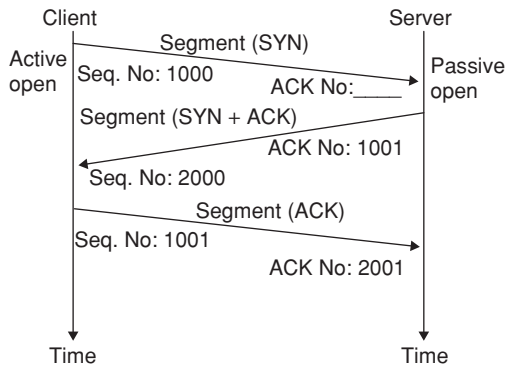 Client
Server
Segment (SYN)
Active
open
Seq. No: 1000
ACK No:____
Passive
open
Segment (SYN + ACK)
ACK No: 1001
Seq. No: 2000
Segment (ACK)
Seq. No: 1001
ACK No: 2001
Time
Time